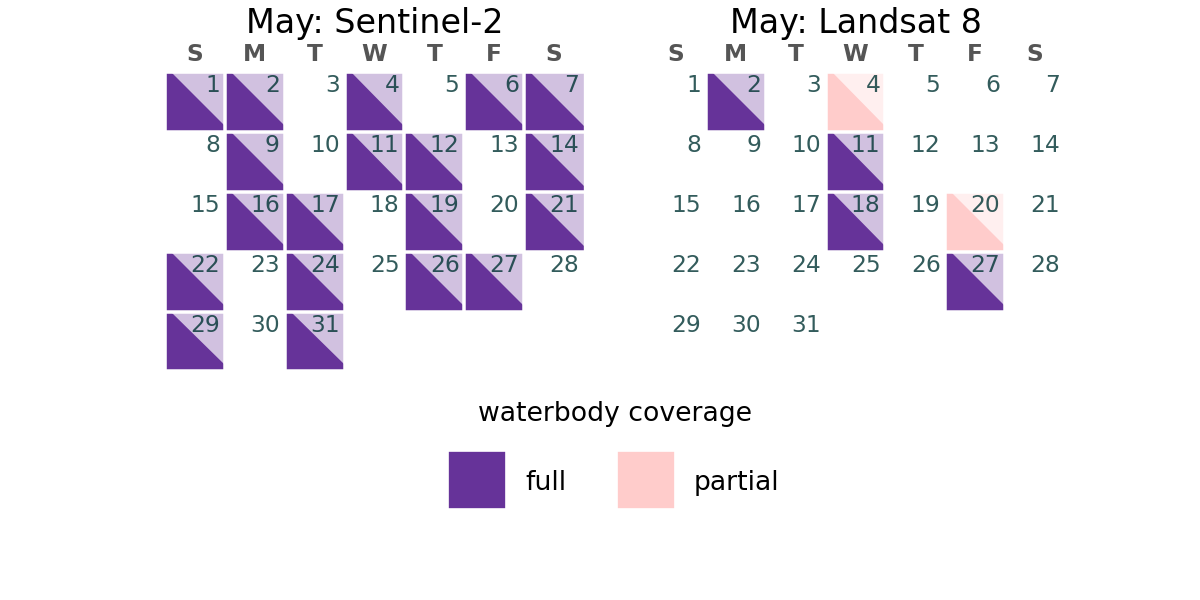 May: Sentinel-2
S M T W T F S
1 2 3 4 5 6 7
8 9 10 11 12 13 14
15 16 17 18 19 20 21
22 23 24 25 26 27 28
29 30 31
May: Landsat 8
S M T W T F S
1 2 3 4 5 6 7
8 9 10 11 12 13 14
15 16 17 18 19 20 21
22 23 24 25 26 27 28
29 30 31
waterbody coverage
full
partial